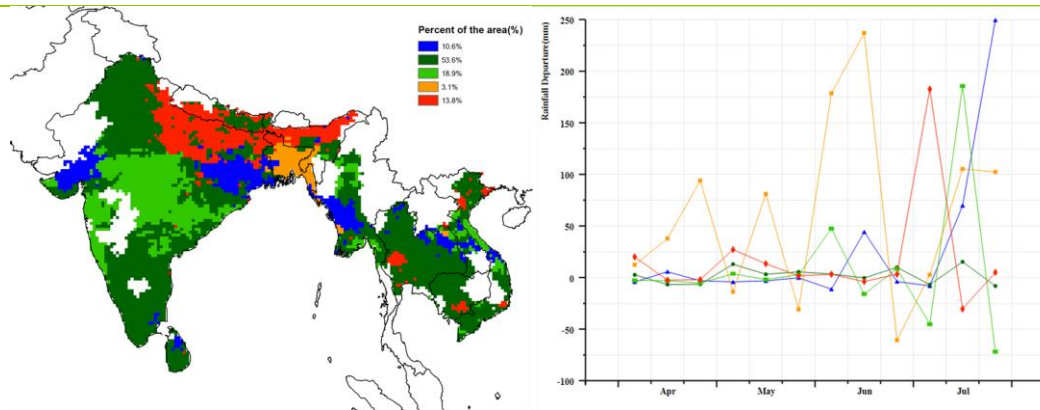 Percent of the area(%)
10.6%
53.6%
18.9%
3.1%
13.8%
Rainfall Departure(mm)
250
200
150
100
50
0
-50
-100
Apr
May
Jun
Jul